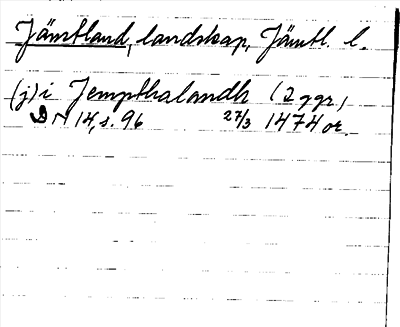 Jämtland, landskap, Jämtl. l.
(j) i Jempthalandh (2 ggr)
DN 14, s. 96 27/3 1474 or.